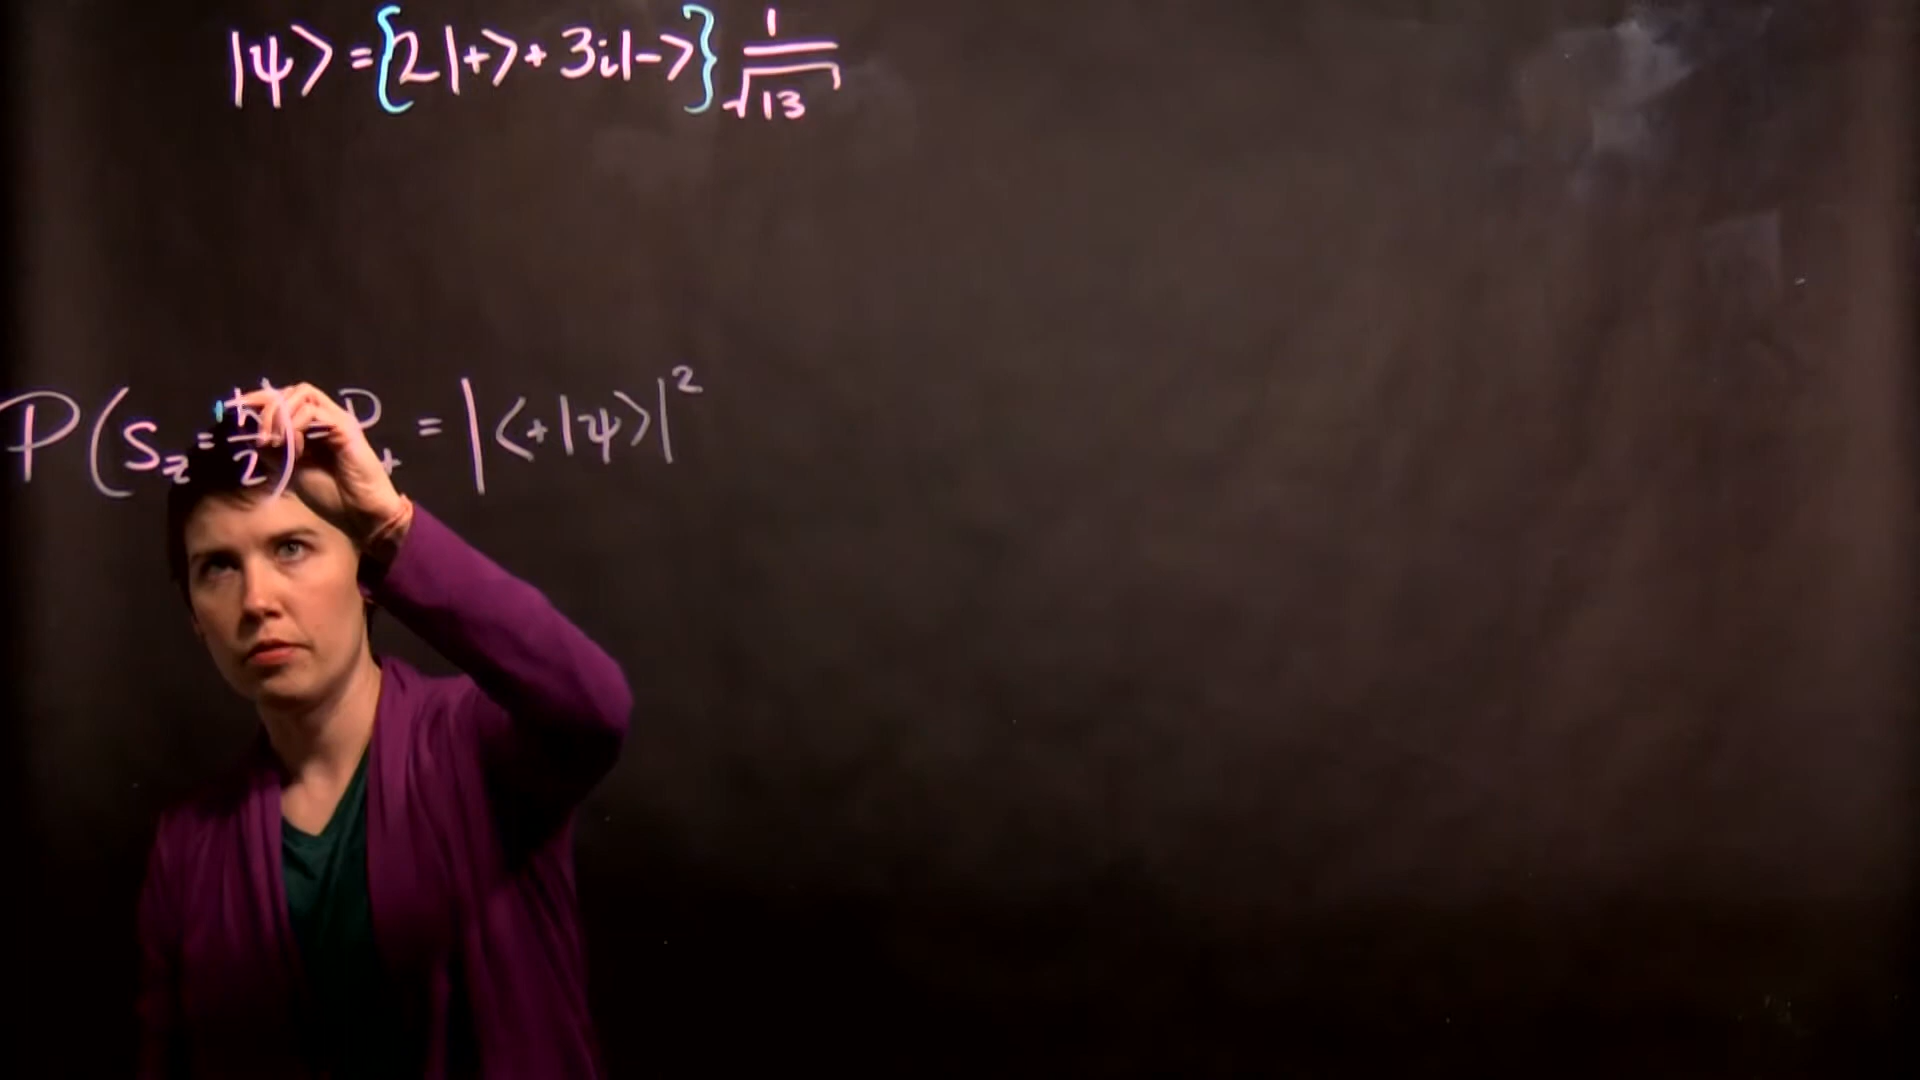 |ψ⟩ = {2|+⟩ + 3i|−⟩} 1/√13
P(S_z = ħ/2) = P_+ = |⟨+|ψ⟩|²